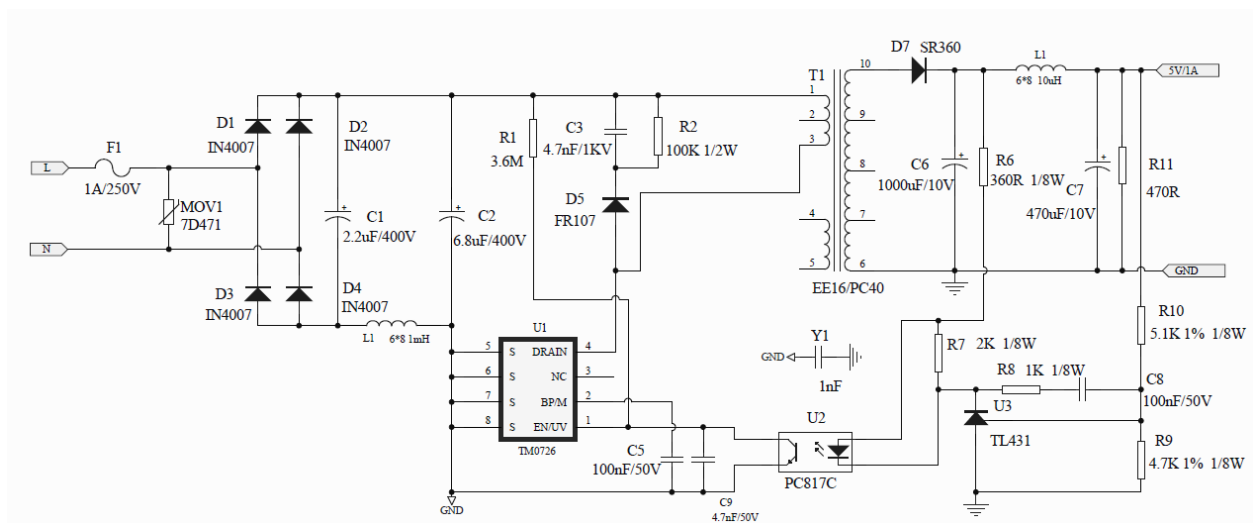 D7 SR360
L1
6*8 10uH
5V/1A
T1
10
1
2
3
4
5
9
8
7
6
EE16/PC40
D1
IN4007
D2
IN4007
F1
1A/250V
L
N
MOV1
7D471
C1
2.2uF/400V
C2
6.8uF/400V
R1
3.6M
C3
4.7nF/1KV
R2
100K 1/2W
D5
FR107
C6
1000uF/10V
R6
360R 1/8W
C7
470uF/10V
R11
470R
GND
D3
IN4007
D4
IN4007
L1 6*8 1mH
U1
5 S DRAIN 4
6 S NC 3
7 S BP/M 2
8 S EN/UV 1
TM0726
Y1
GND
1nF
R7 2K 1/8W
R10
5.1K 1% 1/8W
R8 1K 1/8W
C8
100nF/50V
U3
TL431
R9
4.7K 1% 1/8W
U2
PC817C
C5
100nF/50V
C9
4.7nF/50V
GND